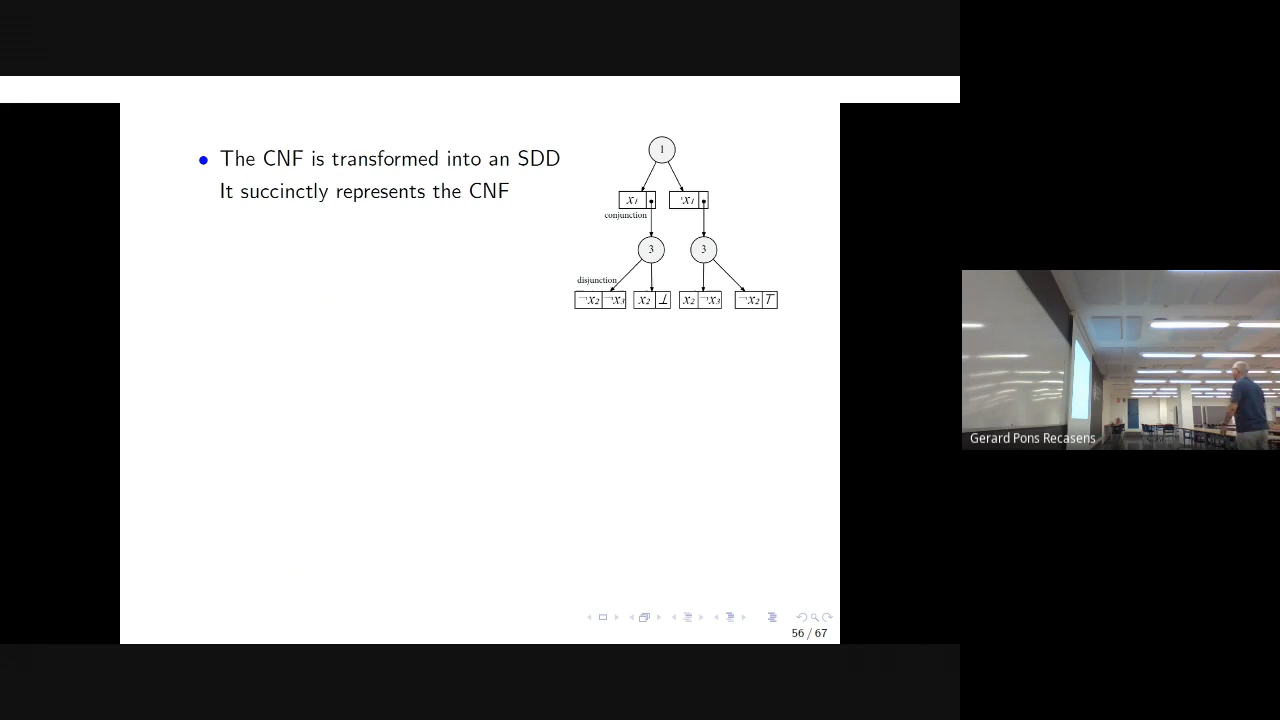 • The CNF is transformed into an SDD
It succinctly represents the CNF
1
x₁
¬x₁
conjunction
3
3
disjunction
¬x₂ ¬x₃
x₂ ⊥
x₂ ¬x₃
¬x₂ ⊤
56 / 67
Gerard Pons Recasens